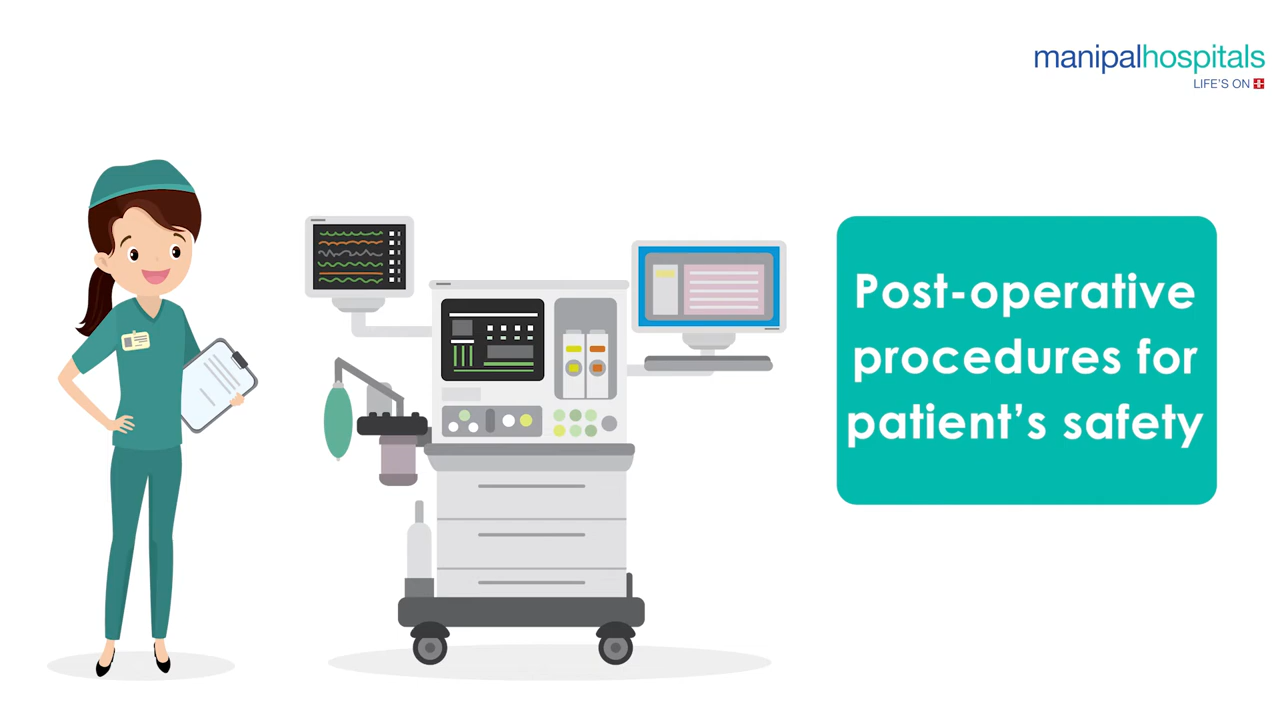 manipalhospitals
LIFE'S ON
Post-operative
procedures for
patient's safety